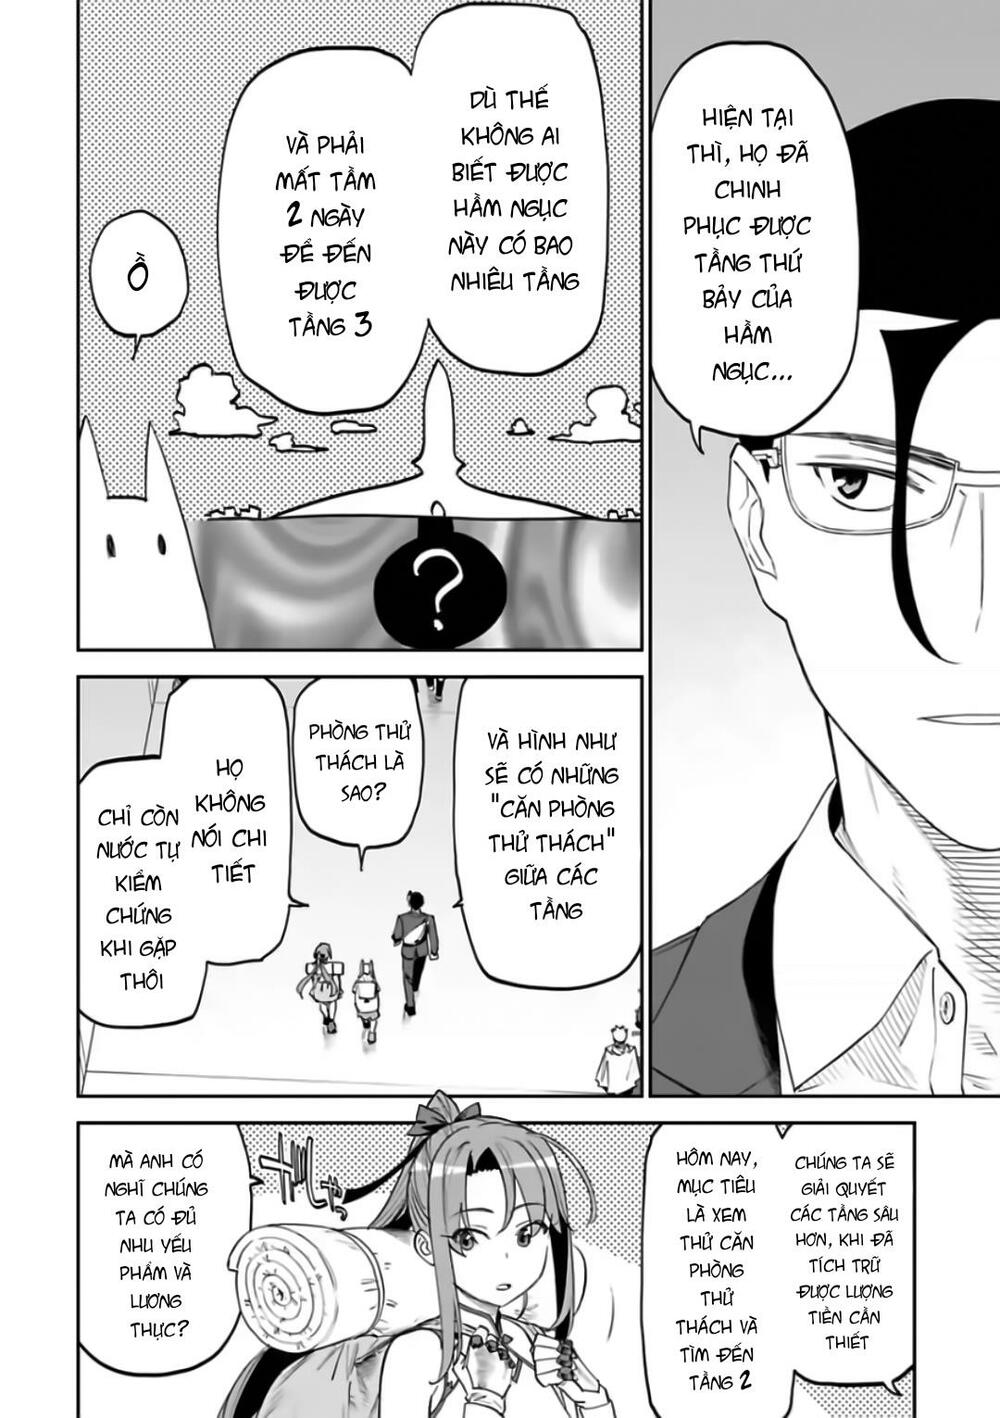 HIỆN TẠI
THÌ, HỌ ĐÃ
CHINH
PHỤC ĐƯỢC
TẦNG THỨ
BẢY CỦA
HẦM
NGỤC...
DÙ THẾ
KHÔNG AI
BIẾT ĐƯỢC
HẦM NGỤC
NÀY CÓ BAO
NHIÊU TẦNG
VÀ PHẢI
MẤT TẦM
2 NGÀY
ĐỂ ĐẾN
ĐƯỢC
TẦNG 3
Ồ
?
VÀ HÌNH NHƯ
SẼ CÓ NHỮNG
"CĂN PHÒNG
THỬ THÁCH"
GIỮA CÁC
TẦNG
PHÒNG THỬ
THÁCH LÀ
SAO?
HỌ
KHÔNG
NÓI CHI
TIẾT
CHỈ CÒN
NƯỚC TỰ
KIỂM
CHỨNG
KHI GẶP
THÔI
CHÚNG TA SẼ
GIẢI QUYẾT
CÁC TẦNG SÂU
HƠN, KHI ĐÃ
TÍCH TRỮ
ĐƯỢC LƯỢNG
TIỀN CẦN
THIẾT
HÔM NAY,
MỤC TIÊU
LÀ XEM
THỬ CĂN
PHÒNG
THỬ
THÁCH VÀ
TÌM ĐẾN
TẦNG 2
MÀ ANH CÓ
NGHĨ CHÚNG
TA CÓ ĐỦ
NHU YẾU
PHẨM VÀ
LƯƠNG
THỰC?